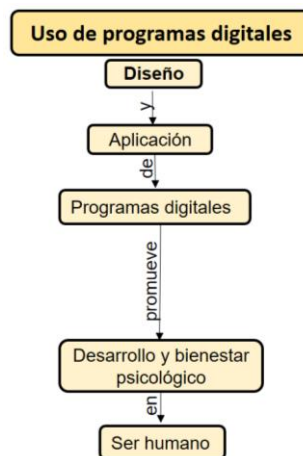 Uso de programas digitales
Diseño
y
Aplicación
de
Programas digitales
promueve
Desarrollo y bienestar
psicológico
en
Ser humano